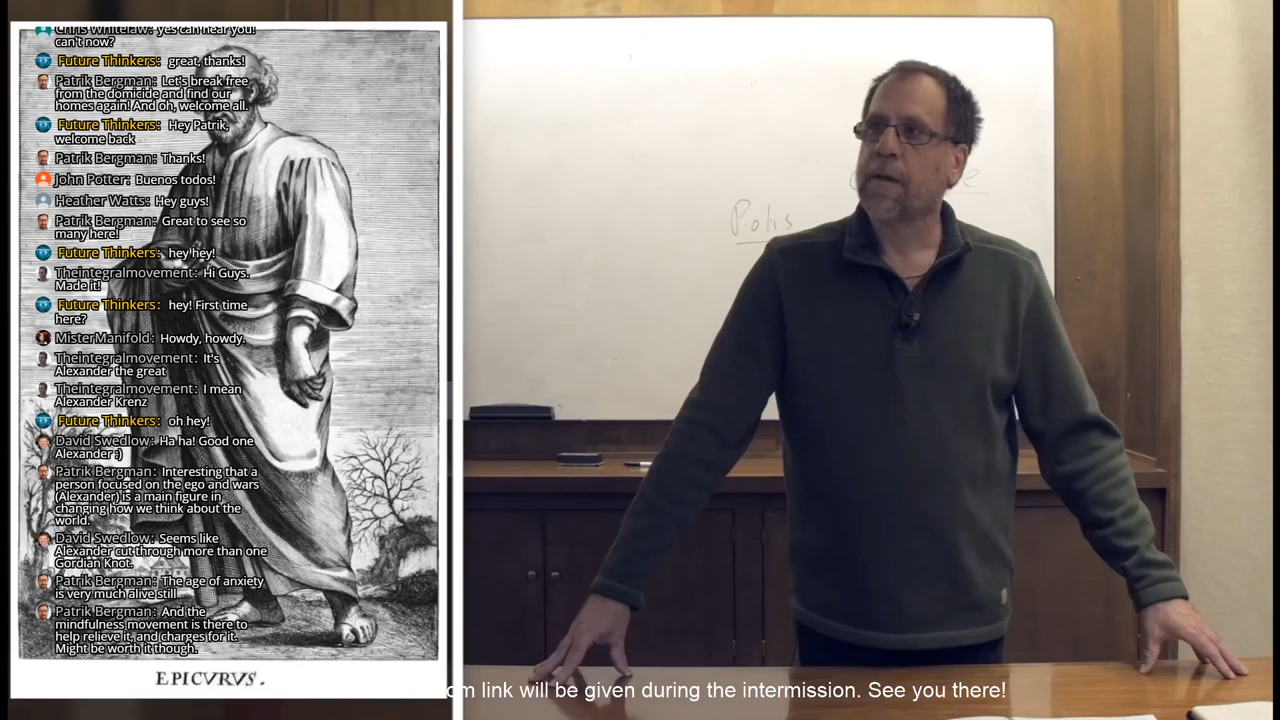 Chris Whitelaw: yes can hear you!
can't now?
Future Thinkers: great, thanks!
Patrik Bergman: Let's break free
from the domicide and find our
homes again! And oh, welcome all.
Future Thinkers: Hey Patrik,
welcome back
Patrik Bergman: Thanks!
John Potter: Buenos todos!
Heather Watts: Hey guys!
Patrik Bergman: Great to see so
many here!
Future Thinkers: hey hey!
Theintegralmovement: Hi Guys.
Made it!
Future Thinkers: hey! First time
here?
MisterManifold: Howdy, howdy.
Theintegralmovement: It's
Alexander the great
Theintegralmovement: I mean
Alexander Krenz
Future Thinkers: oh hey!
David Swedlow: Ha ha! Good one
Alexander :)
Patrik Bergman: Interesting that a
person focused on the ego and wars
(Alexander) is a main figure in
changing how we think about the
world.
David Swedlow: Seems like
Alexander cut through more than one
Gordian Knot.
Patrik Bergman: The age of anxiety
is very much alive still
Patrik Bergman: And the
mindfulness movement is there to
help relieve it, and charges for it.
Might be worth it though.
EPICVRVS.
Polis
om link will be given during the intermission. See you there!